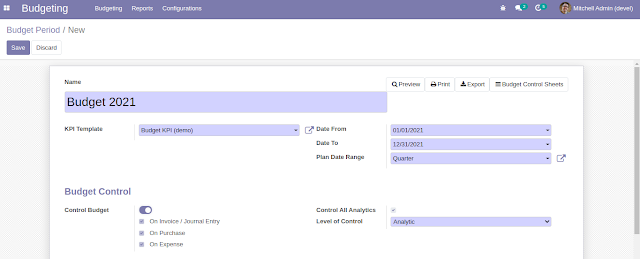 Budgeting Budgeting Reports Configurations 2 6 Mitchell Admin (devel)
Budget Period / New
Save Discard
Name Preview Print Export Budget Control Sheets
Budget 2021
KPI Template Budget KPI (demo) Date From 01/01/2021
Date To 12/31/2021
Plan Date Range Quarter
Budget Control
Control Budget Control All Analytics
On Invoice / Journal Entry Level of Control Analytic
On Purchase
On Expense